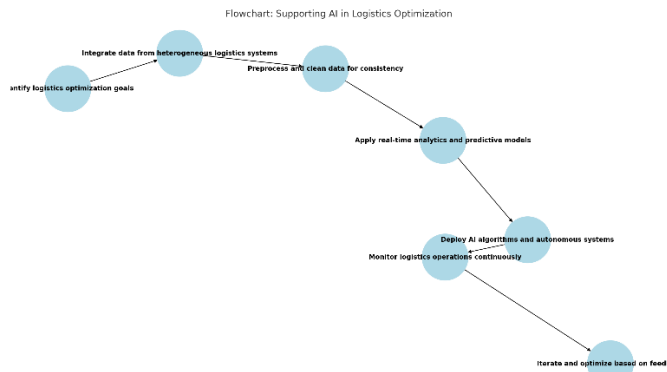 Flowchart: Supporting AI in Logistics Optimization
Integrate data from heterogeneous logistics systems
Preprocess and clean data for consistency
antify logistics optimization goals
Apply real-time analytics and predictive models
Deploy AI algorithms and autonomous systems
Monitor logistics operations continuously
Iterate and optimize based on feed